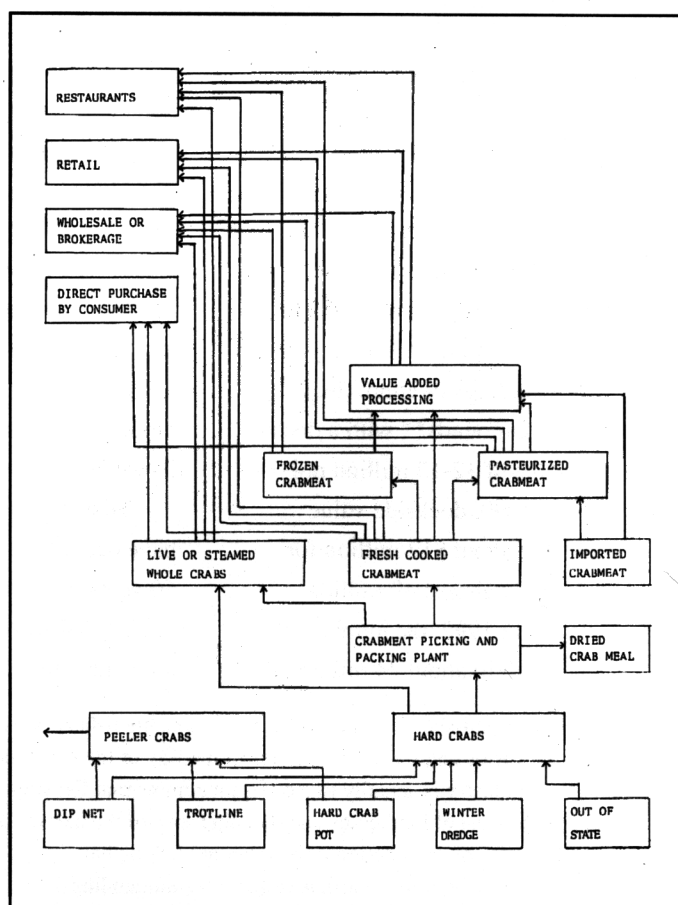 RESTAURANTS
RETAIL
WHOLESALE OR
BROKERAGE
DIRECT PURCHASE
BY CONSUMER
VALUE ADDED
PROCESSING
FROZEN
CRABMEAT
PASTEURIZED
CRABMEAT
LIVE OR STEAMED
WHOLE CRABS
FRESH COOKED
CRABMEAT
IMPORTED
CRABMEAT
CRABMEAT PICKING AND
PACKING PLANT
DRIED
CRAB MEAL
PEELER CRABS
HARD CRABS
DIP NET
TROTLINE
HARD CRAB
POT
WINTER
DREDGE
OUT OF
STATE